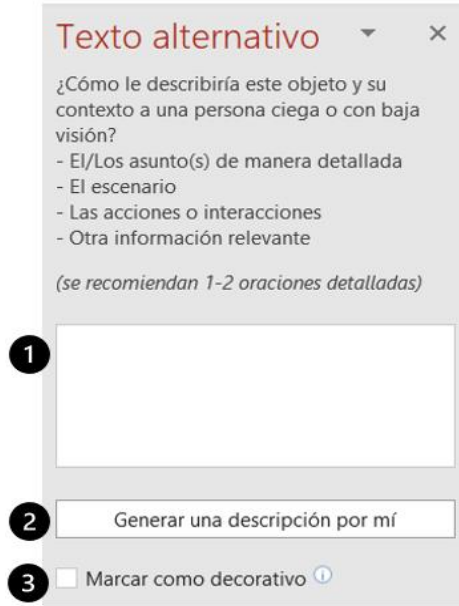 Texto alternativo
¿Cómo le describiría este objeto y su
contexto a una persona ciega o con baja
visión?
- El/Los asunto(s) de manera detallada
- El escenario
- Las acciones o interacciones
- Otra información relevante
(se recomiendan 1-2 oraciones detalladas)
1
2 Generar una descripción por mí
3 Marcar como decorativo